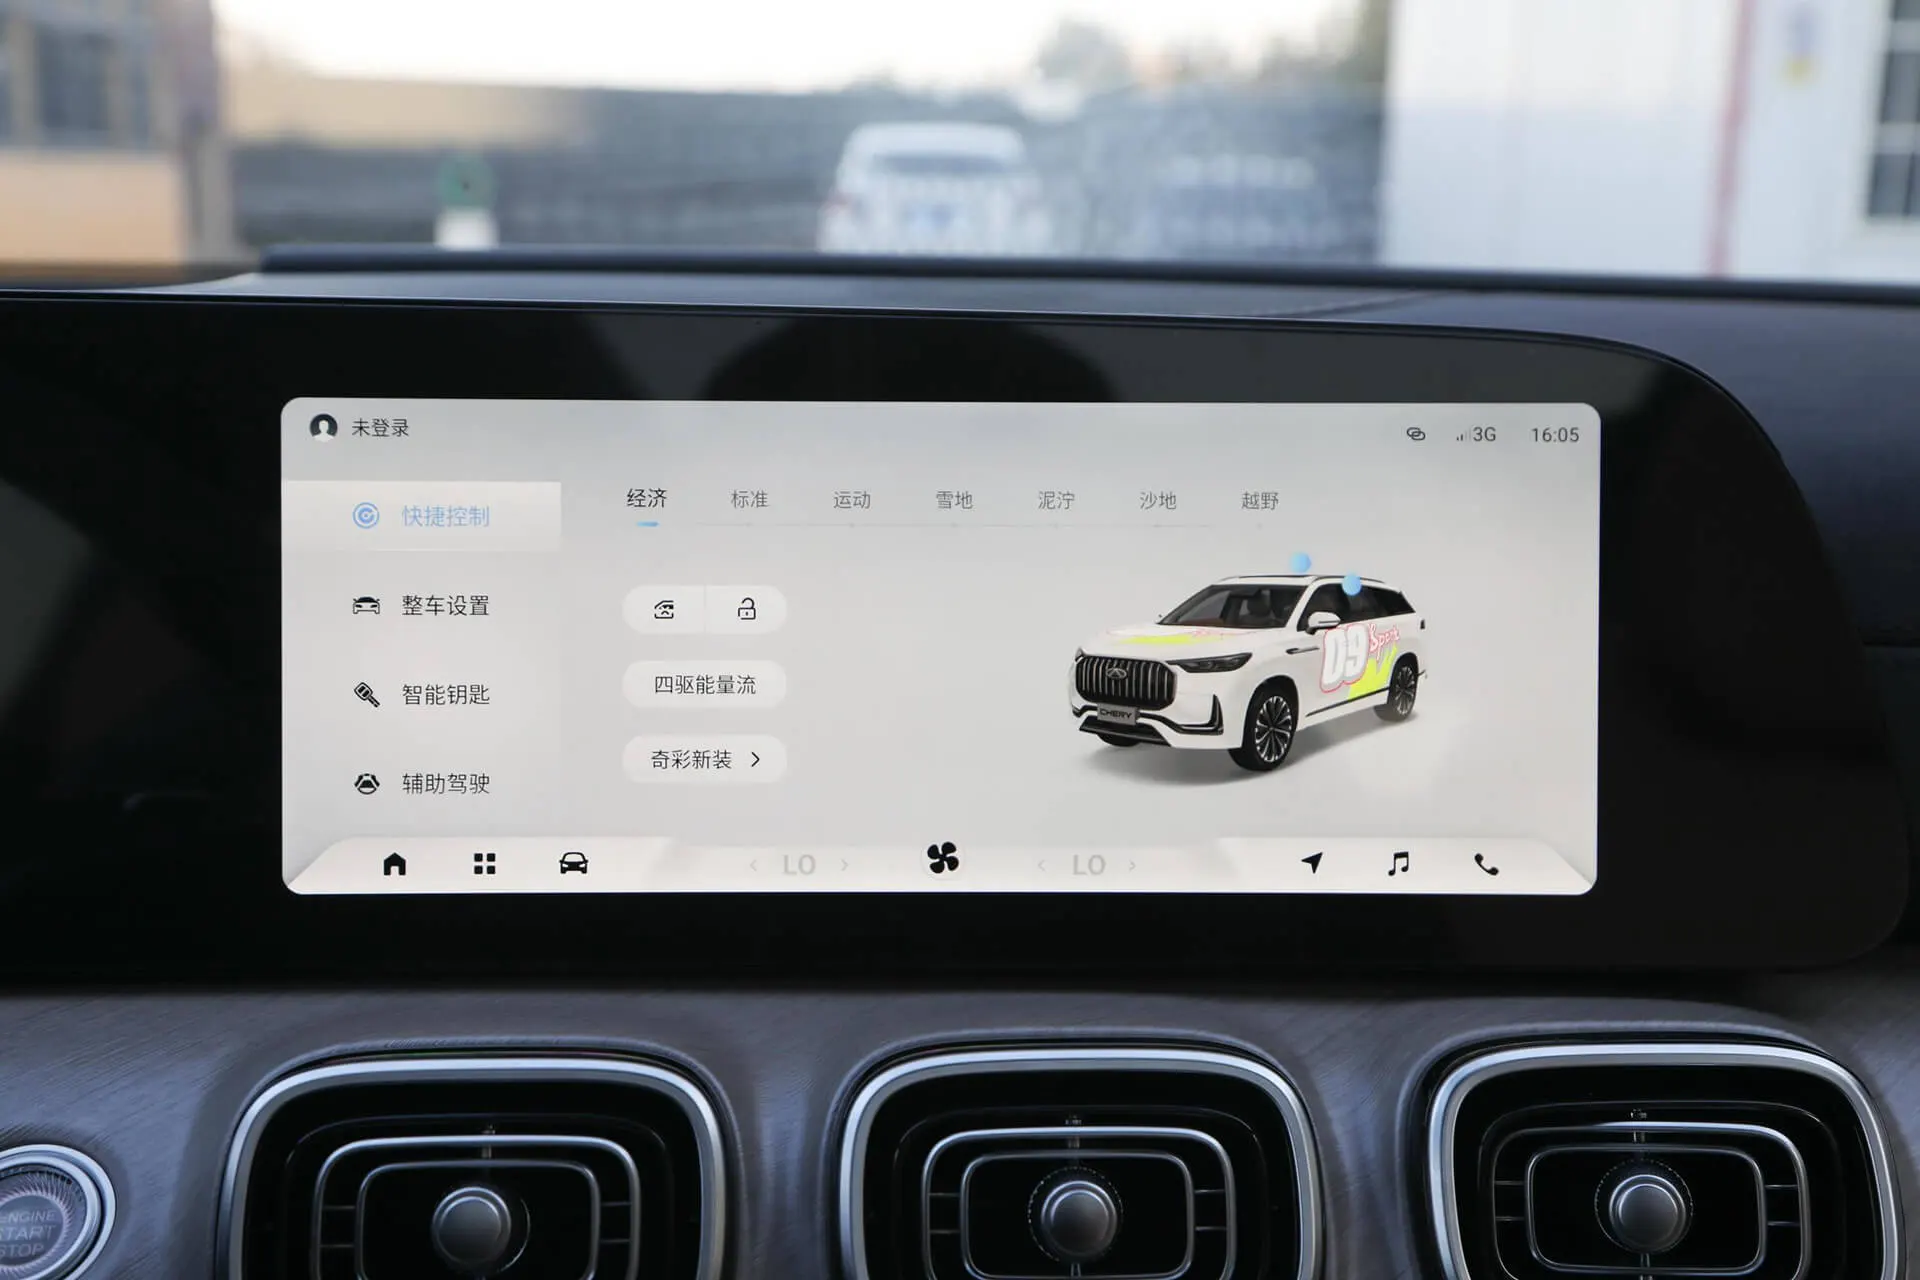 未登录
3G 16:05
快捷控制
经济 标准 运动 雪地 泥泞 沙地 越野
整车设置
四驱能量流
智能钥匙
奇彩新装 >
辅助驾驶
09 Sport
CHERY
< LO > < LO >
ENGINE
START
STOP